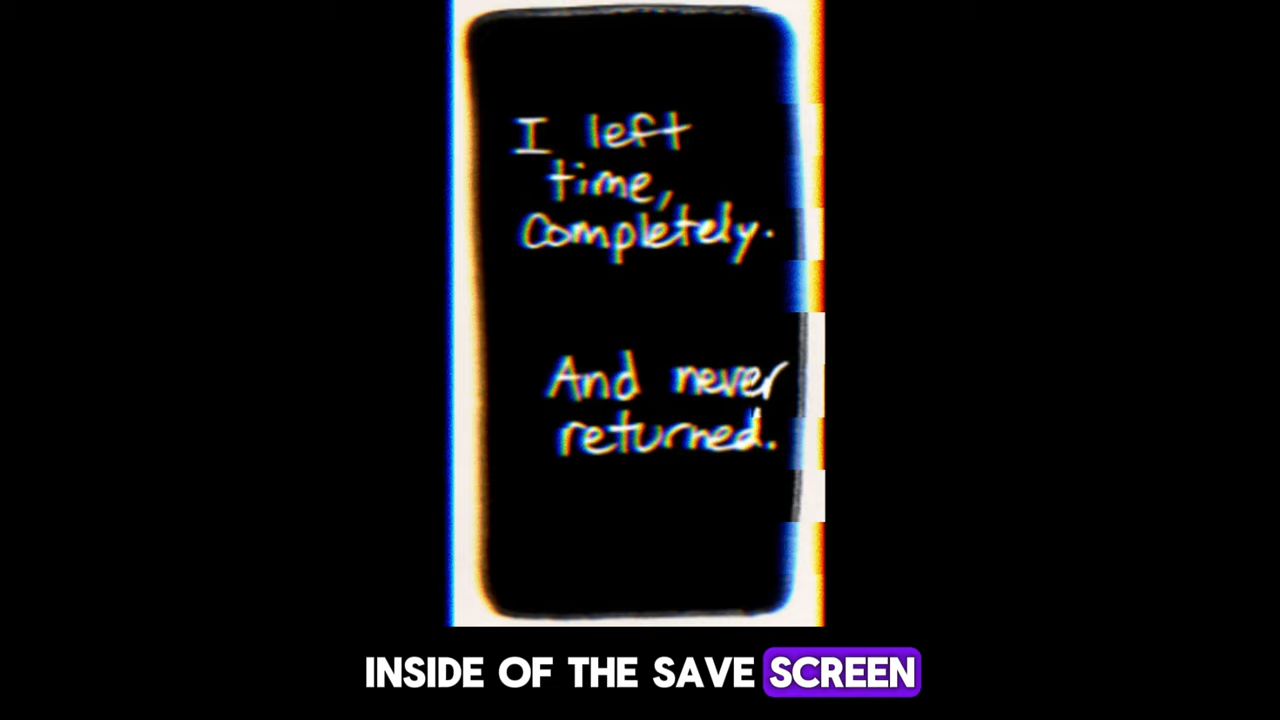 I left
time,
completely.
And never
returned.
INSIDE OF THE SAVE SCREEN